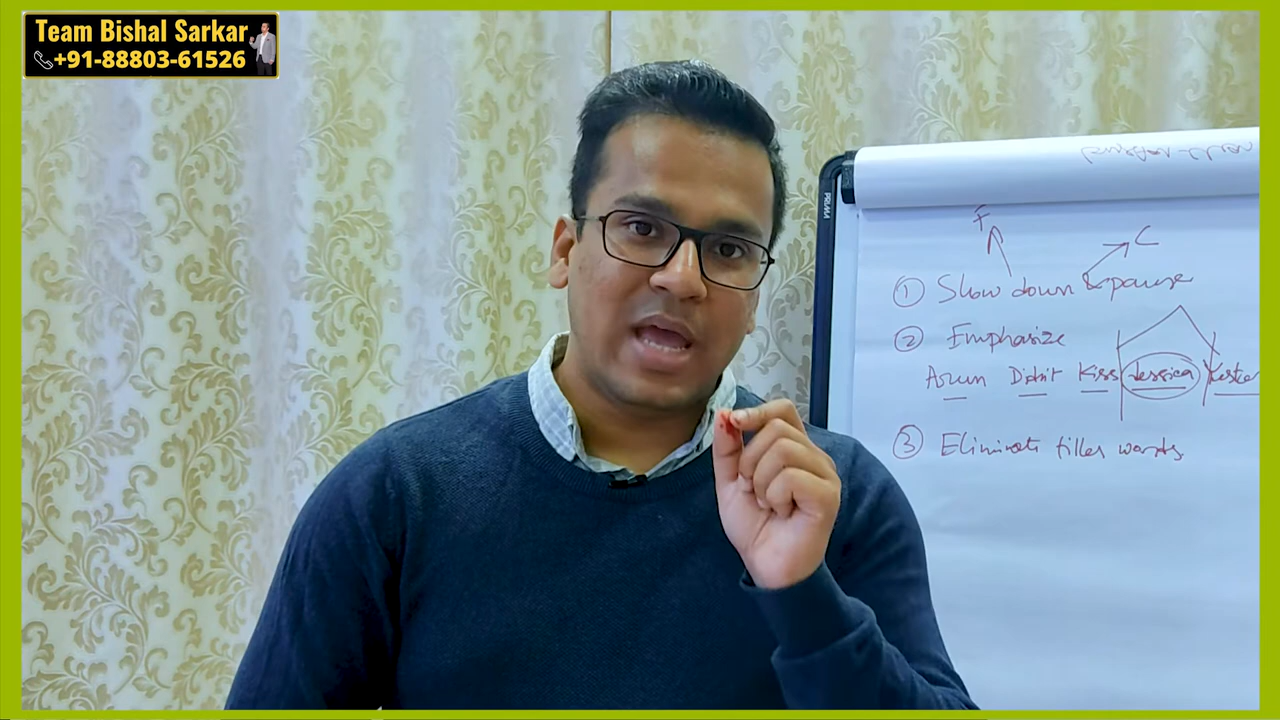 Team Bishal Sarkar
+91-88803-61526
PRIMA
F
C
① Slow down & pause
② Emphasize
Arun Didn't Kiss Jessica Yester
③ Eliminate filler words